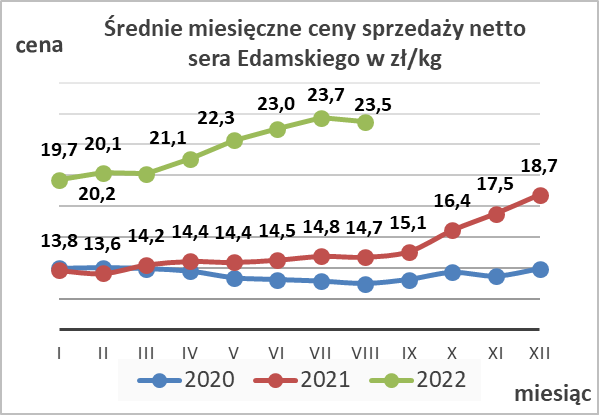 Średnie miesięczne ceny sprzedaży netto
sera Edamskiego w zł/kg
cena
19,7 20,1 20,2 21,1 22,3 23,0 23,7 23,5
13,8 13,6 14,2 14,4 14,4 14,5 14,8 14,7 15,1 16,4 17,5 18,7
I II III IV V VI VII VIII IX X XI XII
2020 2021 2022
miesiąc